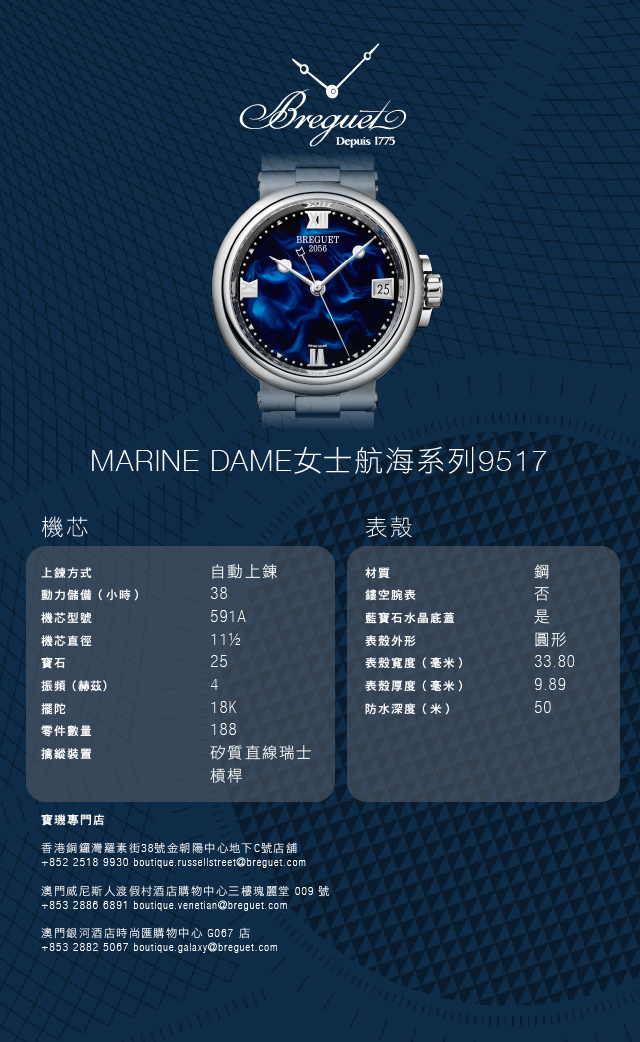 Breguet
Depuis 1775
XII
BREGUET
2056
25
MARINE DAME女士航海系列9517
機芯
上鍊方式 自動上鍊
動力儲備（小時） 38
機芯型號 591A
機芯直徑 11½
寶石 25
振頻（赫茲） 4
擺陀 18K
零件數量 188
擒縱裝置 矽質直線瑞士
槓桿
表殼
材質 鋼
鏤空腕表 否
藍寶石水晶底蓋 是
表殼外形 圓形
表殼寬度（毫米） 33.80
表殼厚度（毫米） 9.89
防水深度（米） 50
寶璣專門店
香港銅鑼灣羅素街38號金朝陽中心地下C號店舖
+852 2518 9930 boutique.russellstreet@breguet.com
澳門威尼斯人渡假村酒店購物中心三樓瑰麗堂 009 號
+853 2886 6891 boutique.venetian@breguet.com
澳門銀河酒店時尚匯購物中心 G067 店
+853 2882 5067 boutique.galaxy@breguet.com